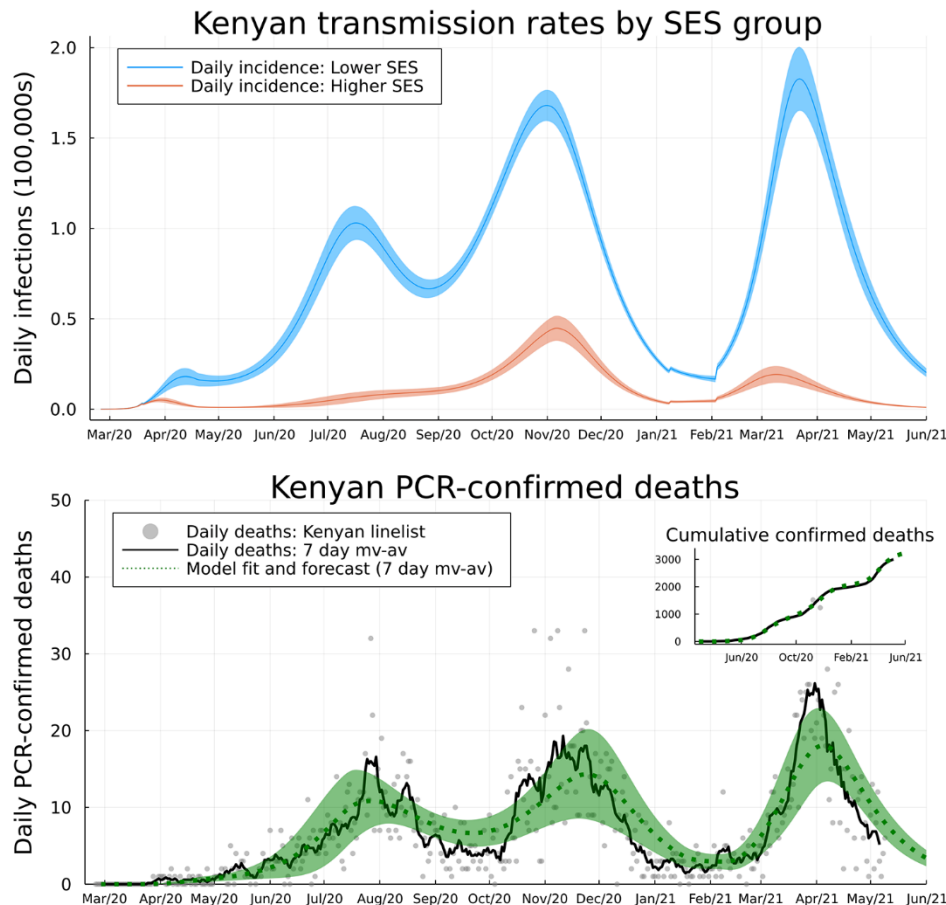 Kenyan transmission rates by SES group
Daily infections (100,000s)
2.0
1.5
1.0
0.5
0.0
Daily incidence: Lower SES
Daily incidence: Higher SES
Mar/20 Apr/20 May/20 Jun/20 Jul/20 Aug/20 Sep/20 Oct/20 Nov/20 Dec/20 Jan/21 Feb/21 Mar/21 Apr/21 May/21 Jun/21
Kenyan PCR-confirmed deaths
Daily PCR-confirmed deaths
50
40
30
20
10
0
Daily deaths: Kenyan linelist
Daily deaths: 7 day mv-av
Model fit and forecast (7 day mv-av)
Cumulative confirmed deaths
3000
2000
1000
0
Jun/20 Oct/20 Feb/21 Jun/21
Mar/20 Apr/20 May/20 Jun/20 Jul/20 Aug/20 Sep/20 Oct/20 Nov/20 Dec/20 Jan/21 Feb/21 Mar/21 Apr/21 May/21 Jun/21